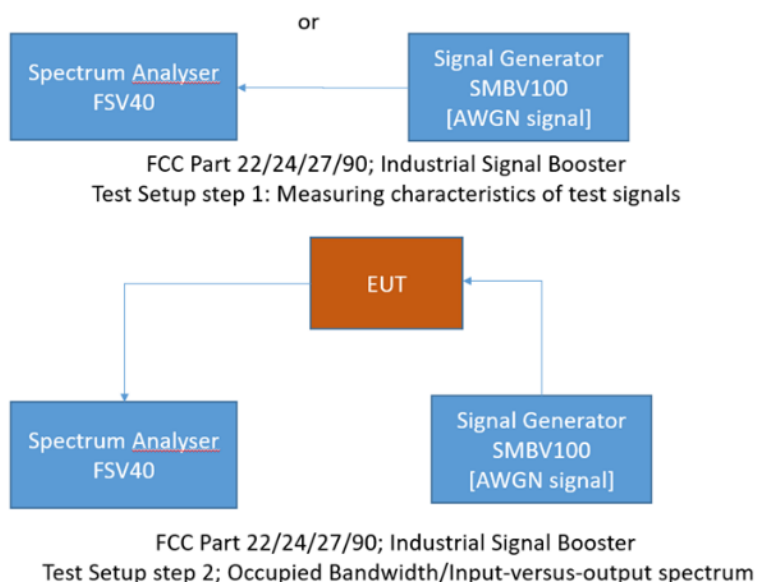 or
Spectrum Analyser
FSV40
Signal Generator
SMBV100
[AWGN signal]
FCC Part 22/24/27/90; Industrial Signal Booster
Test Setup step 1: Measuring characteristics of test signals
EUT
Spectrum Analyser
FSV40
Signal Generator
SMBV100
[AWGN signal]
FCC Part 22/24/27/90; Industrial Signal Booster
Test Setup step 2; Occupied Bandwidth/Input-versus-output spectrum